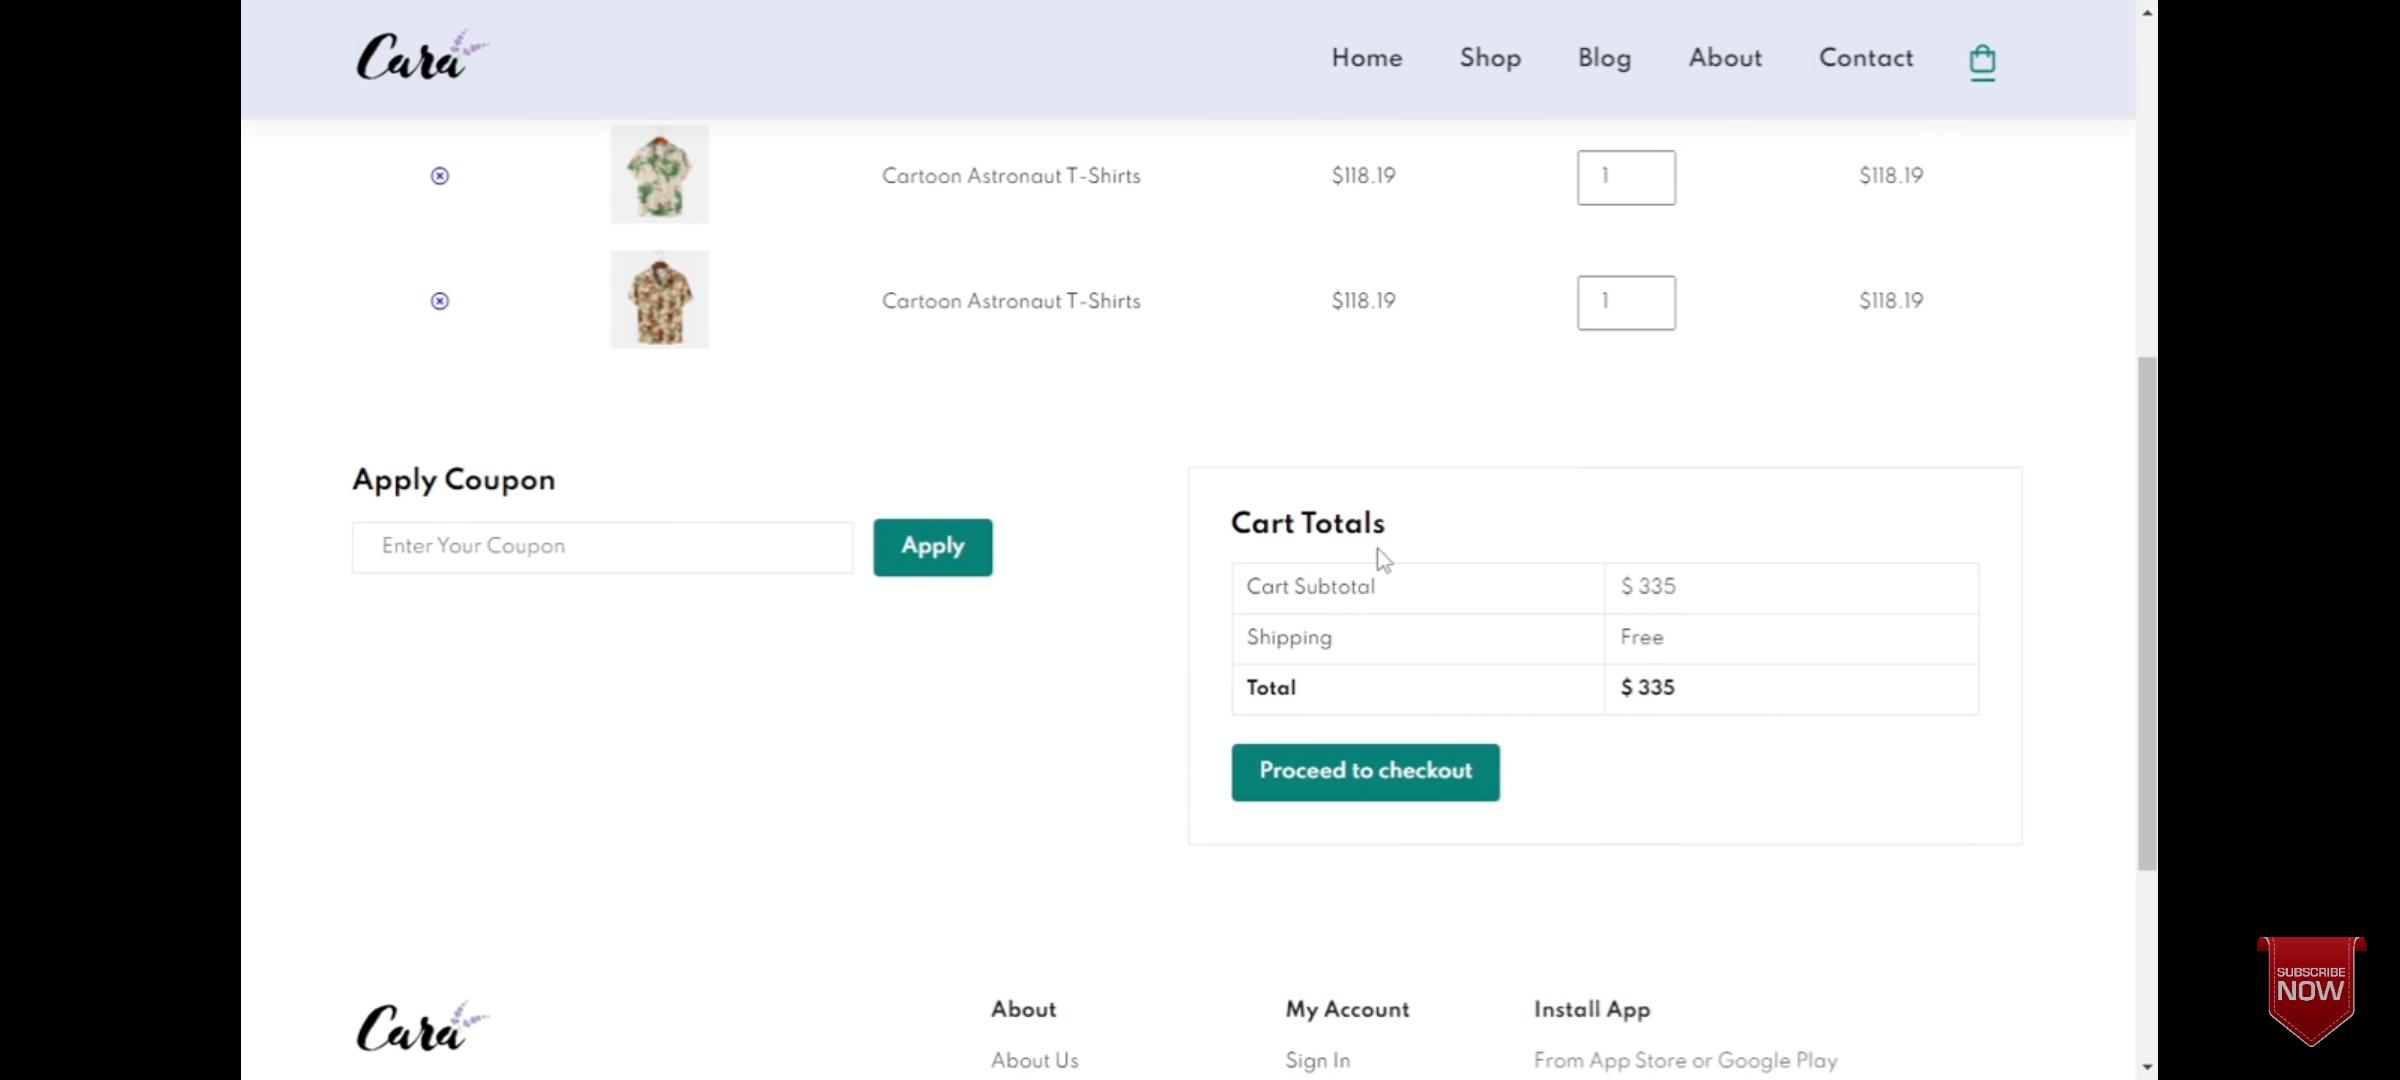 Cara
Home Shop Blog About Contact
Cartoon Astronaut T-Shirts $118.19 1 $118.19
Cartoon Astronaut T-Shirts $118.19 1 $118.19
Apply Coupon
Enter Your Coupon Apply
Cart Totals
Cart Subtotal $ 335
Shipping Free
Total $ 335
Proceed to checkout
Cara
About My Account Install App
About Us Sign In From App Store or Google Play
SUBSCRIBE
NOW